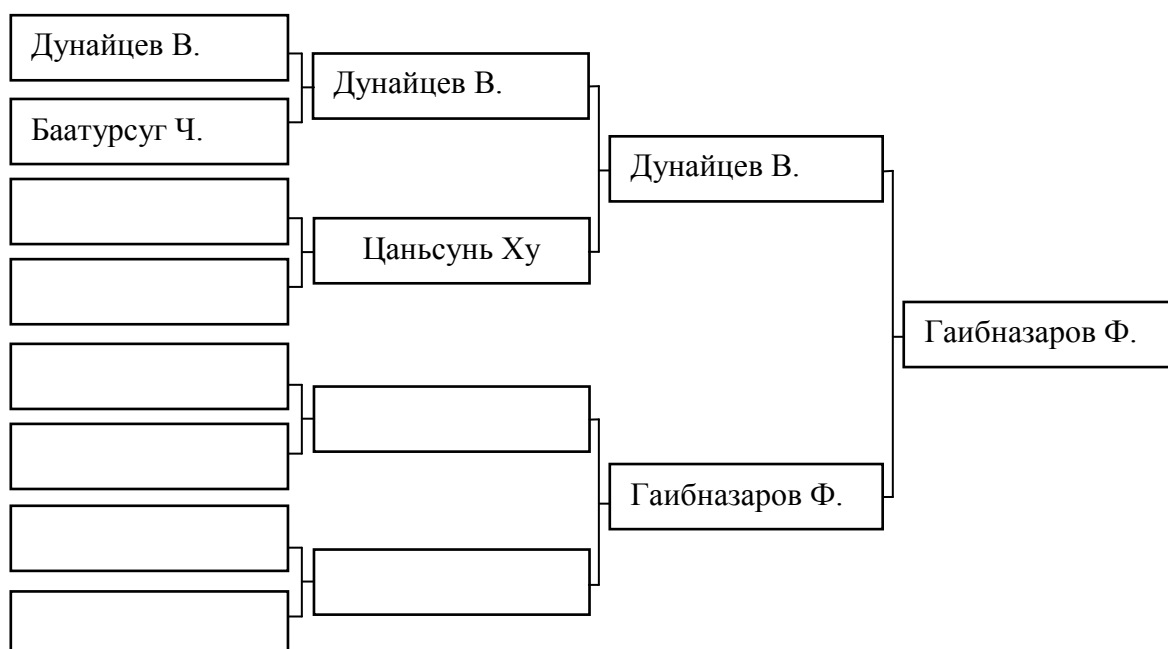 Дунайцев В.
Баатурсуг Ч.
Дунайцев В.
Цаньсунь Ху
Дунайцев В.
Гаибназаров Ф.
Гаибназаров Ф.